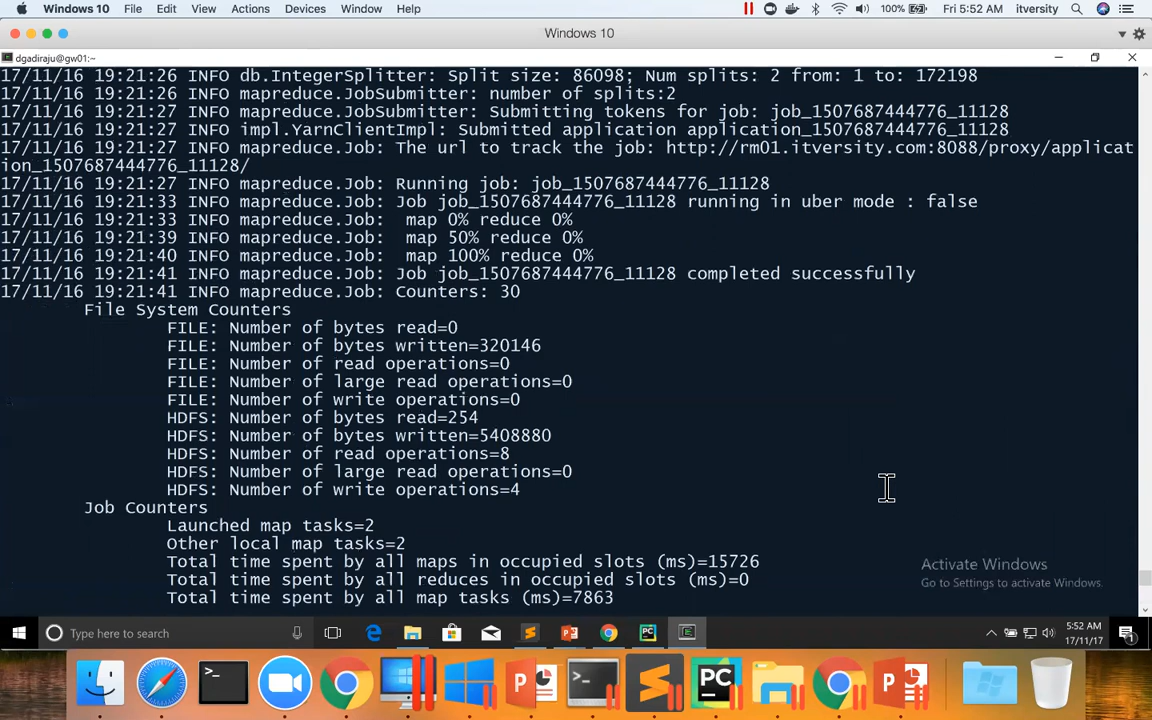 Windows 10 File Edit View Actions Devices Window Help 100% Fri 5:52 AM itversity
Windows 10
dgadiraju@gw01:~
17/11/16 19:21:26 INFO db.IntegerSplitter: Split size: 86098; Num splits: 2 from: 1 to: 172198
17/11/16 19:21:26 INFO mapreduce.JobSubmitter: number of splits:2
17/11/16 19:21:27 INFO mapreduce.JobSubmitter: Submitting tokens for job: job_1507687444776_11128
17/11/16 19:21:27 INFO impl.YarnClientImpl: Submitted application application_1507687444776_11128
17/11/16 19:21:27 INFO mapreduce.Job: The url to track the job: http://rm01.itversity.com:8088/proxy/applicat
ion_1507687444776_11128/
17/11/16 19:21:27 INFO mapreduce.Job: Running job: job_1507687444776_11128
17/11/16 19:21:33 INFO mapreduce.Job: Job job_1507687444776_11128 running in uber mode : false
17/11/16 19:21:33 INFO mapreduce.Job:  map 0% reduce 0%
17/11/16 19:21:39 INFO mapreduce.Job:  map 50% reduce 0%
17/11/16 19:21:40 INFO mapreduce.Job:  map 100% reduce 0%
17/11/16 19:21:41 INFO mapreduce.Job: Job job_1507687444776_11128 completed successfully
17/11/16 19:21:41 INFO mapreduce.Job: Counters: 30
File System Counters
FILE: Number of bytes read=0
FILE: Number of bytes written=320146
FILE: Number of read operations=0
FILE: Number of large read operations=0
FILE: Number of write operations=0
HDFS: Number of bytes read=254
HDFS: Number of bytes written=5408880
HDFS: Number of read operations=8
HDFS: Number of large read operations=0
HDFS: Number of write operations=4
Job Counters
Launched map tasks=2
Other local map tasks=2
Total time spent by all maps in occupied slots (ms)=15726
Total time spent by all reduces in occupied slots (ms)=0
Total time spent by all map tasks (ms)=7863
Activate Windows
Go to Settings to activate Windows.
Type here to search
5:52 AM
17/11/17